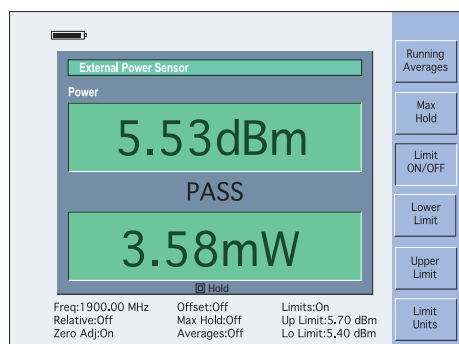 External Power Sensor
Power
5.53dBm
PASS
3.58mW
Hold
Freq:1900.00 MHz Offset:Off Limits:On
Relative:Off Max Hold:Off Up Limit:5.70 dBm
Zero Adj:On Averages:Off Lo Limit:5.40 dBm
Running
Averages
Max
Hold
Limit
ON/OFF
Lower
Limit
Upper
Limit
Limit
Units